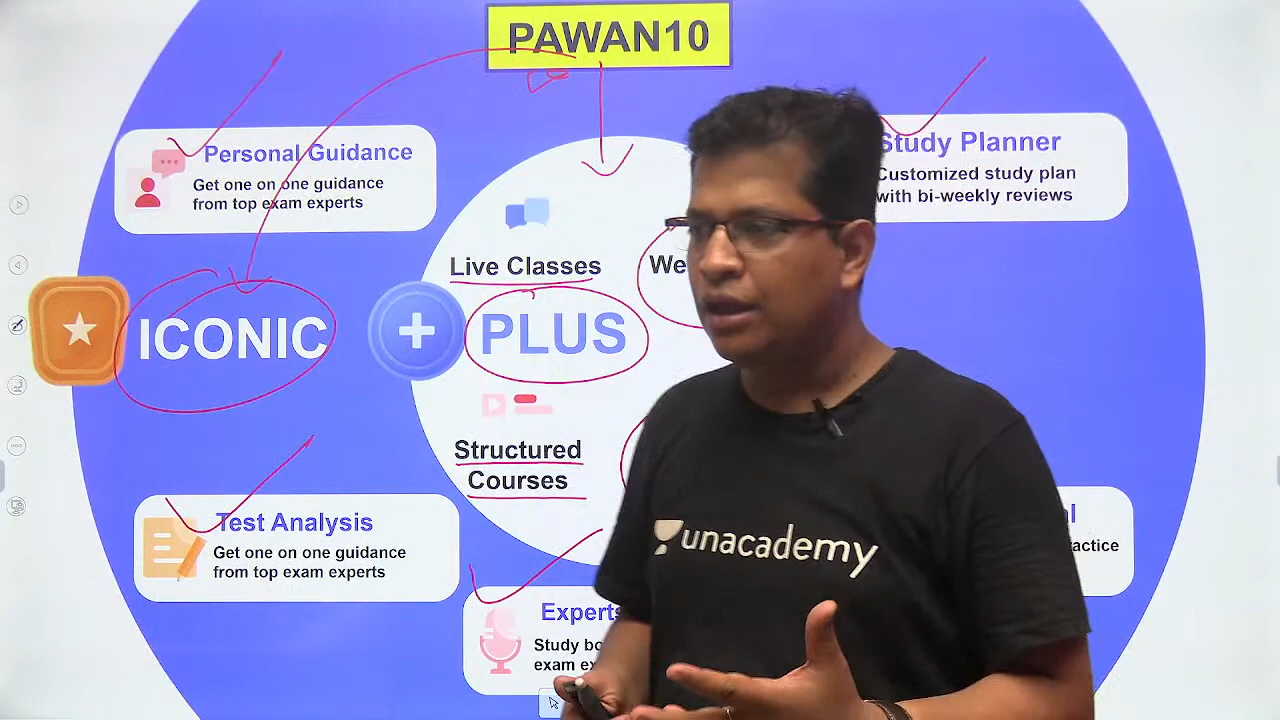 PAWAN10
Personal Guidance
Get one on one guidance
from top exam experts
Study Planner
Customized study plan
with bi-weekly reviews
Live Classes
We
ICONIC
+
PLUS
Structured
Courses
Test Analysis
Get one on one guidance
from top exam experts
unacademy
Experts
Study bo
exam ex
l
ractice